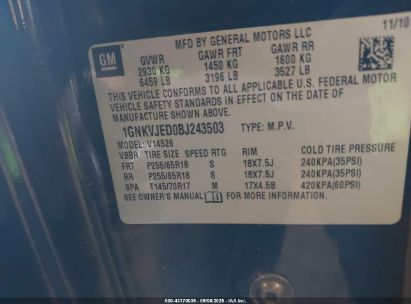 MFD BY GENERAL MOTORS LLC
11/10
GM
GVWR GAWR FRT GAWR RR
2930 KG 1450 KG 1600 KG
6459 LB 3196 LB 3527 LB
THIS VEHICLE CONFORMS TO ALL APPLICABLE U.S. FEDERAL MOTOR
VEHICLE SAFETY STANDARDS IN EFFECT ON THE DATE OF
MANUFACTURE SHOWN ABOVE.
1GNKVJED0BJ243503 TYPE: M.P.V.
MODEL: V14526
TIRE SIZE SPEED RTG RIM COLD TIRE PRESSURE
FRT P255/65R18 S 18X7.5J 240KPA(35PSI)
RR P255/65R18 S 18X7.5J 240KPA(35PSI)
SPA T145/70R17 M 17X4.5B 420KPA(60PSI)
SEE OWNER'S MANUAL FOR MORE INFORMATION.